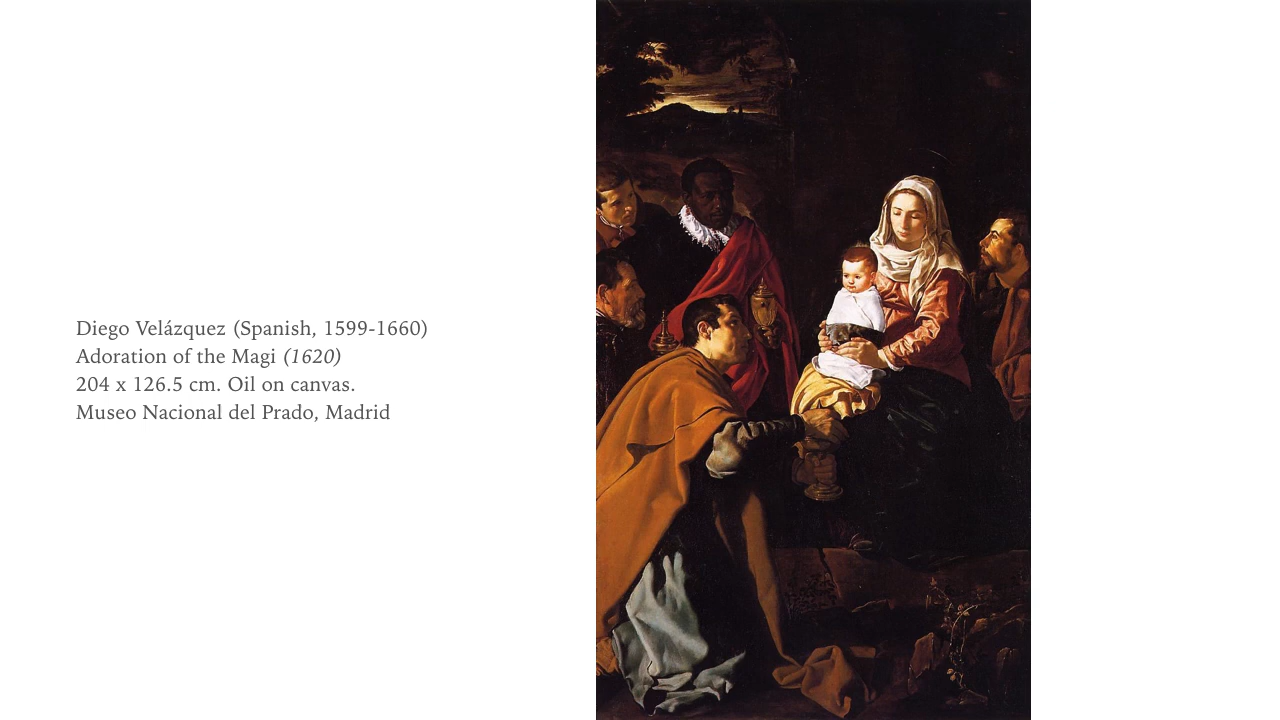 Diego Velázquez (Spanish, 1599-1660)
Adoration of the Magi (1620)
204 x 126.5 cm. Oil on canvas.
Museo Nacional del Prado, Madrid